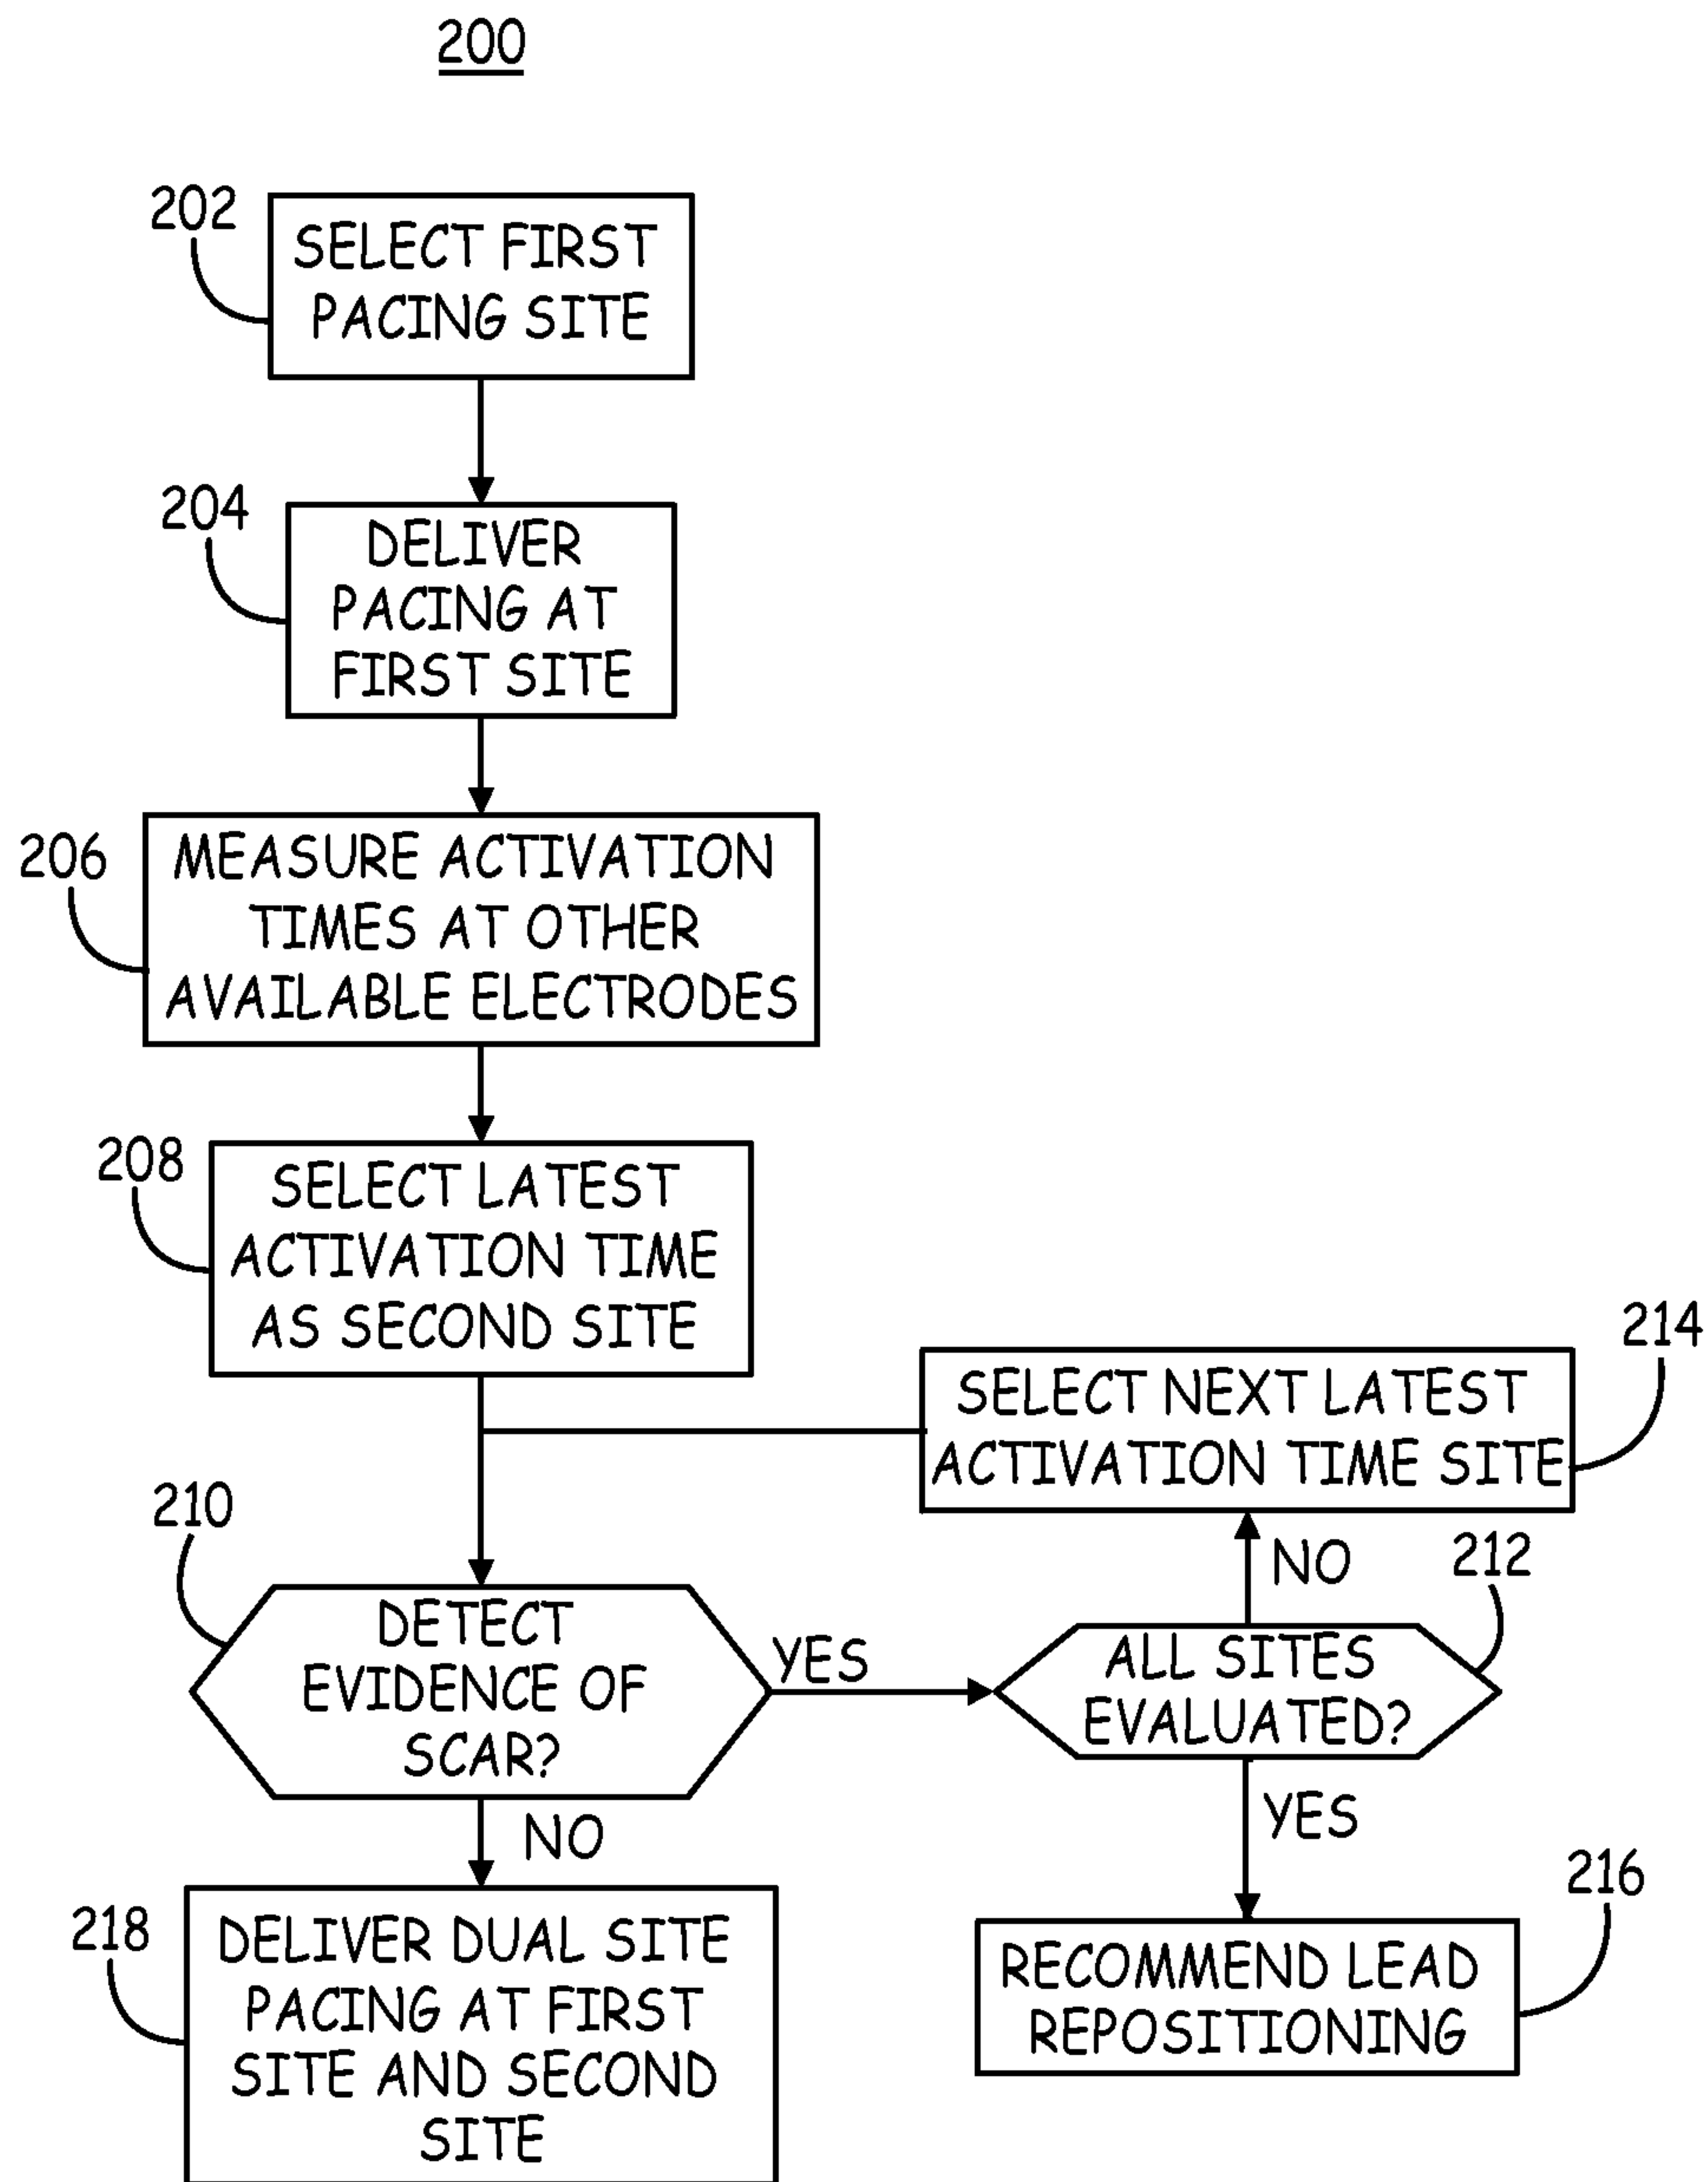 200
202
SELECT FIRST
PACING SITE
204
DELIVER
PACING AT
FIRST SITE
206
MEASURE ACTIVATION
TIMES AT OTHER
AVAILABLE ELECTRODES
208
SELECT LATEST
ACTIVATION TIME
AS SECOND SITE
214
SELECT NEXT LATEST
ACTIVATION TIME SITE
210
DETECT
EVIDENCE OF
SCAR?
YES
NO
212
ALL SITES
EVALUATED?
NO
YES
216
RECOMMEND LEAD
REPOSITIONING
218
DELIVER DUAL SITE
PACING AT FIRST
SITE AND SECOND
SITE